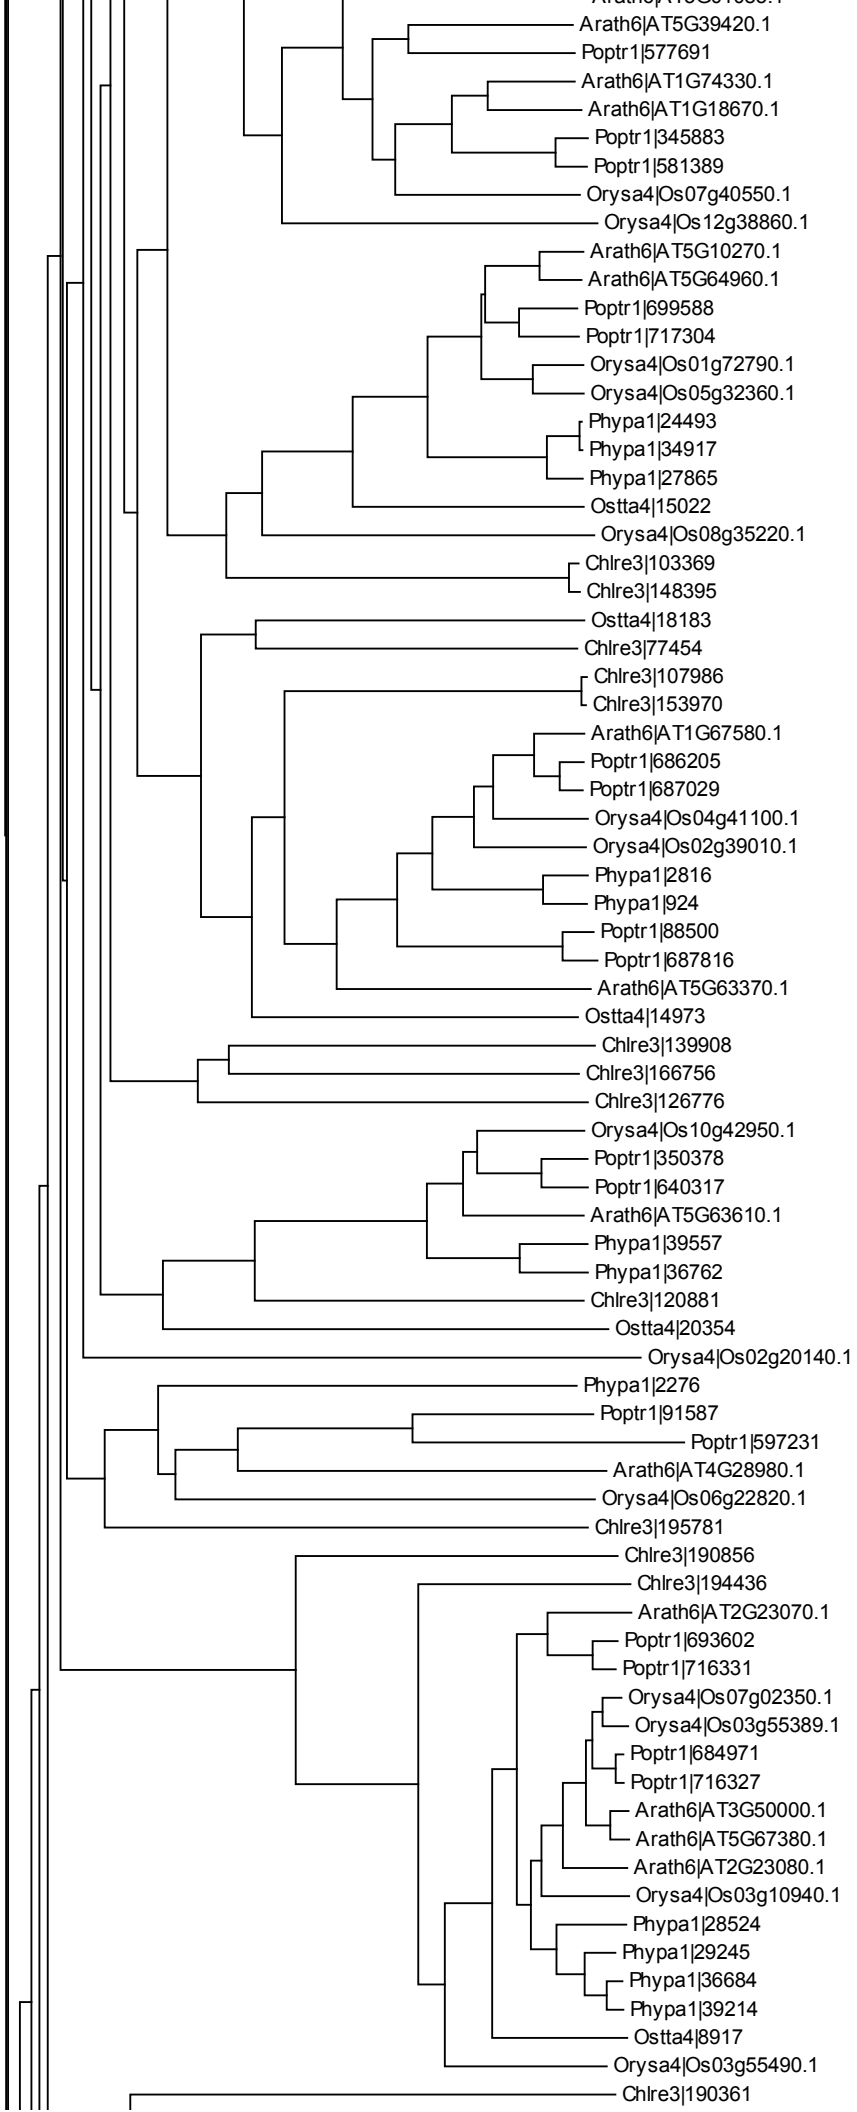 Arath6|AT5G39420.1
Poptr1|577691
Arath6|AT1G74330.1
Arath6|AT1G18670.1
Poptr1|345883
Poptr1|581389
Orysa4|Os07g40550.1
Orysa4|Os12g38860.1
Arath6|AT5G10270.1
Arath6|AT5G64960.1
Poptr1|699588
Poptr1|717304
Orysa4|Os01g72790.1
Orysa4|Os05g32360.1
Phypa1|24493
Phypa1|34917
Phypa1|27865
Ostta4|15022
Orysa4|Os08g35220.1
Chlre3|103369
Chlre3|148395
Ostta4|18183
Chlre3|77454
Chlre3|107986
Chlre3|153970
Arath6|AT1G67580.1
Poptr1|686205
Poptr1|687029
Orysa4|Os04g41100.1
Orysa4|Os02g39010.1
Phypa1|2816
Phypa1|924
Poptr1|88500
Poptr1|687816
Arath6|AT5G63370.1
Ostta4|14973
Chlre3|139908
Chlre3|166756
Chlre3|126776
Orysa4|Os10g42950.1
Poptr1|350378
Poptr1|640317
Arath6|AT5G63610.1
Phypa1|39557
Phypa1|36762
Chlre3|120881
Ostta4|20354
Orysa4|Os02g20140.1
Phypa1|2276
Poptr1|91587
Poptr1|597231
Arath6|AT4G28980.1
Orysa4|Os06g22820.1
Chlre3|195781
Chlre3|190856
Chlre3|194436
Arath6|AT2G23070.1
Poptr1|693602
Poptr1|716331
Orysa4|Os07g02350.1
Orysa4|Os03g55389.1
Poptr1|684971
Poptr1|716327
Arath6|AT3G50000.1
Arath6|AT5G67380.1
Arath6|AT2G23080.1
Orysa4|Os03g10940.1
Phypa1|28524
Phypa1|29245
Phypa1|36684
Phypa1|39214
Ostta4|8917
Orysa4|Os03g55490.1
Chlre3|190361